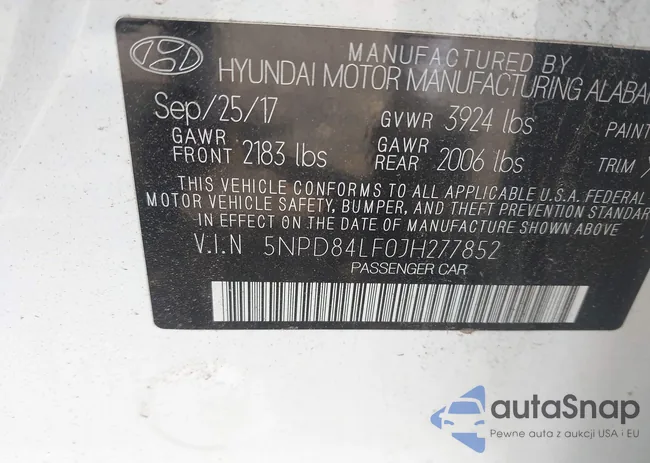 MANUFACTURED BY
HYUNDAI MOTOR MANUFACTURING ALABA
Sep/25/17 GVWR 3924 lbs PAINT
GAWR FRONT 2183 lbs GAWR REAR 2006 lbs TRIM
THIS VEHICLE CONFORMS TO ALL APPLICABLE U.S.A. FEDERAL
MOTOR VEHICLE SAFETY, BUMPER, AND THEFT PREVENTION STANDAR
IN EFFECT ON THE DATE OF MANUFACTURE SHOWN ABOVE
V.I.N 5NPD84LF0JH277852
PASSENGER CAR
autaSnap
Pewne auta z aukcji USA i EU